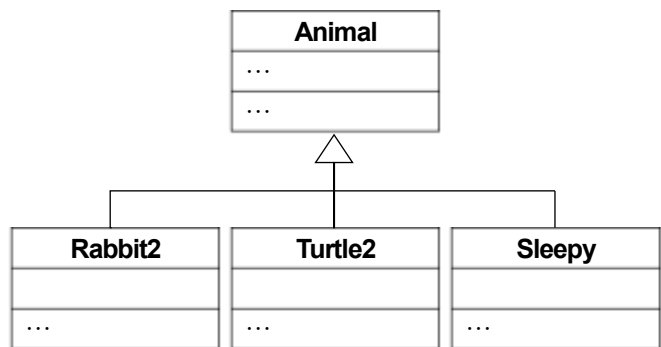 Animal
…
…
Rabbit2 Turtle2 Sleepy
… … …